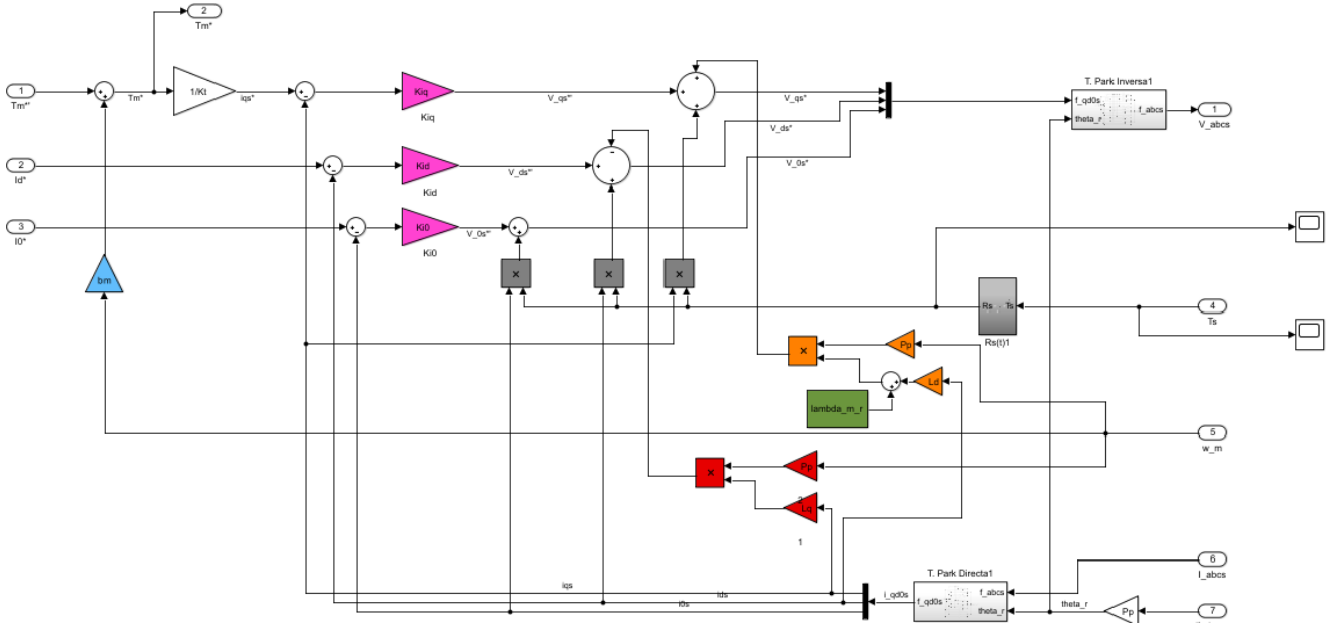 2
Tm*
T. Park Inversa1
1
Tm*'
Tm*
1/Kt
iqs*
Kiq
Kiq
V_qs*'
V_qs*
f_qd0s
theta_r
f_abcs
1
V_abcs
V_ds*
2
Id*
Kid
Kid
V_ds*'
V_0s*
3
I0*
Ki0
Ki0
V_0s*'
bm
×
×
×
Rs
Ts
Rs(t)1
4
Ts
×
Pp
Ld
lambda_m_r
5
w_m
×
Pp
2
Lq
1
6
I_abcs
T. Park Directa1
iqs
ids
i0s
i_qd0s
f_qd0s
f_abcs
theta_r
theta_r
Pp
7